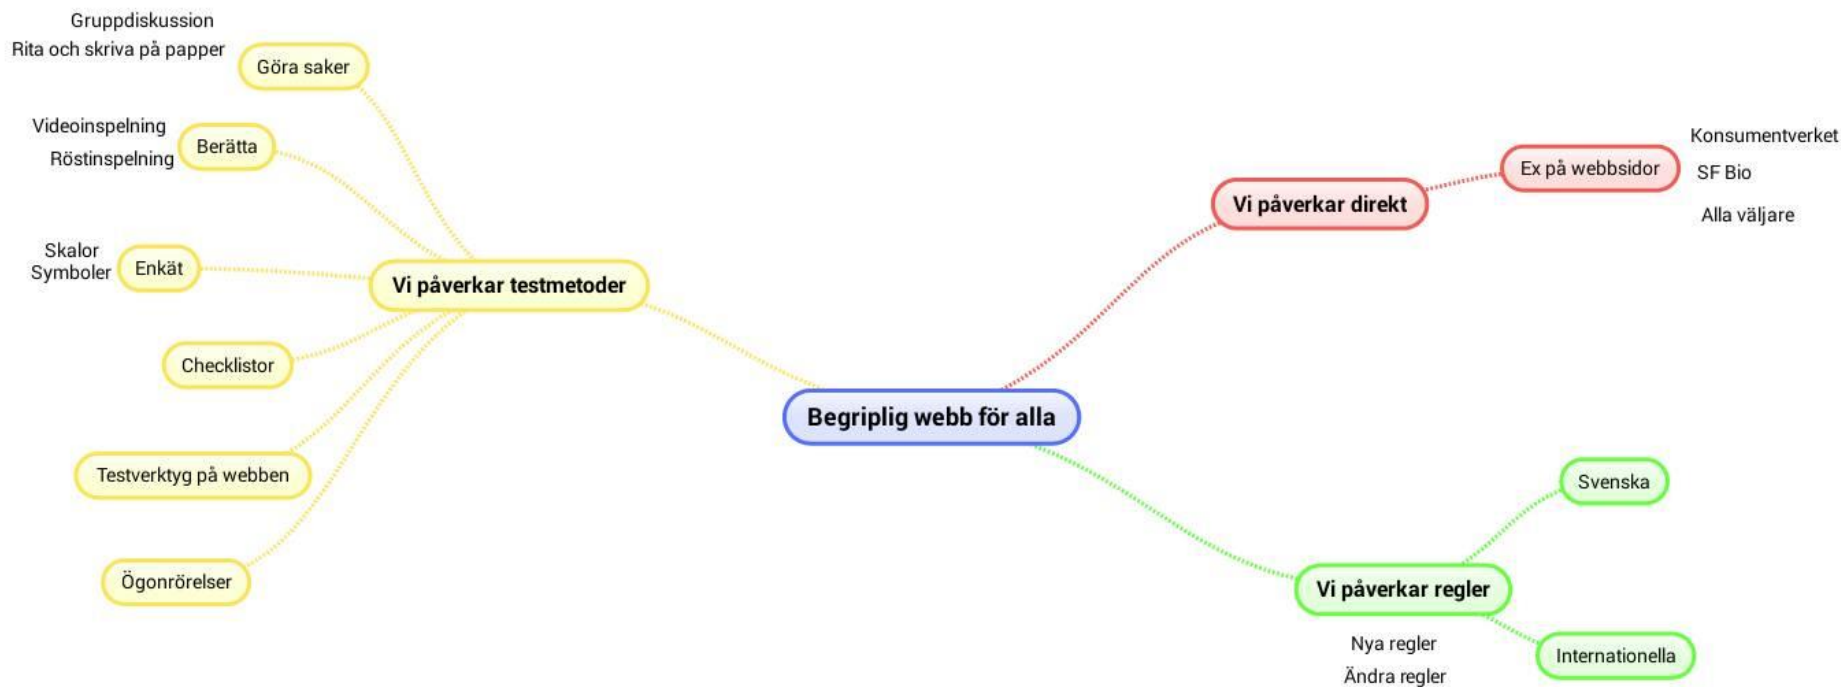 Gruppdiskussion
Rita och skriva på papper
Göra saker
Videoinspelning
Röstinspelning
Berätta
Skalor
Symboler
Enkät
Checklistor
Testverktyg på webben
Ögonrörelser
Vi påverkar testmetoder
Begriplig webb för alla
Vi påverkar direkt
Ex på webbsidor
Konsumentverket
SF Bio
Alla väljare
Svenska
Vi påverkar regler
Nya regler
Ändra regler
Internationella